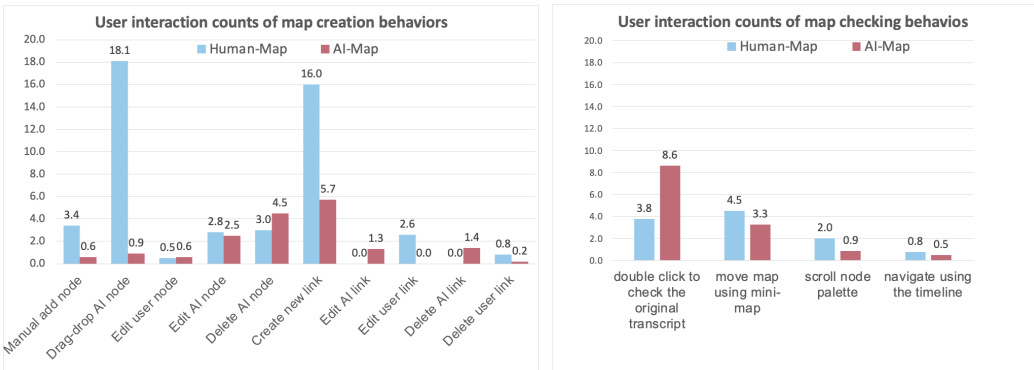 User interaction counts of map creation behaviors
Human-Map AI-Map
20.0
18.0
16.0
14.0
12.0
10.0
8.0
6.0
4.0
2.0
0.0
3.4 0.6
18.1 0.9
0.5 0.6
2.8 2.5
3.0 4.5
16.0 5.7
0.0 1.3
2.6 0.0
0.0 1.4
0.8 0.2
Manual add node
Drag-drop AI node
Edit user node
Edit AI node
Delete AI node
Create new link
Edit AI link
Edit user link
Delete AI link
Delete user link
User interaction counts of map checking behavios
Human-Map AI-Map
20.0
18.0
16.0
14.0
12.0
10.0
8.0
6.0
4.0
2.0
0.0
3.8 8.6
4.5 3.3
2.0 0.9
0.8 0.5
double click to
check the
original
transcript
move map
using mini-
map
scroll node
palette
navigate using
the timeline